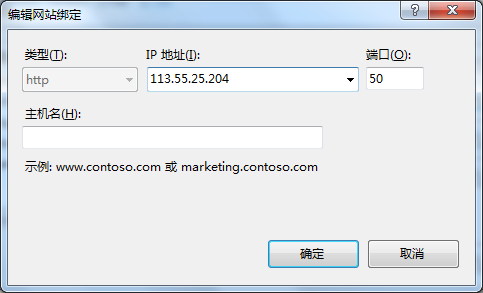 编辑网站绑定
类型(T): IP 地址(I): 端口(O):
http 113.55.25.204 50
主机名(H):
示例: www.contoso.com 或 marketing.contoso.com
确定 取消